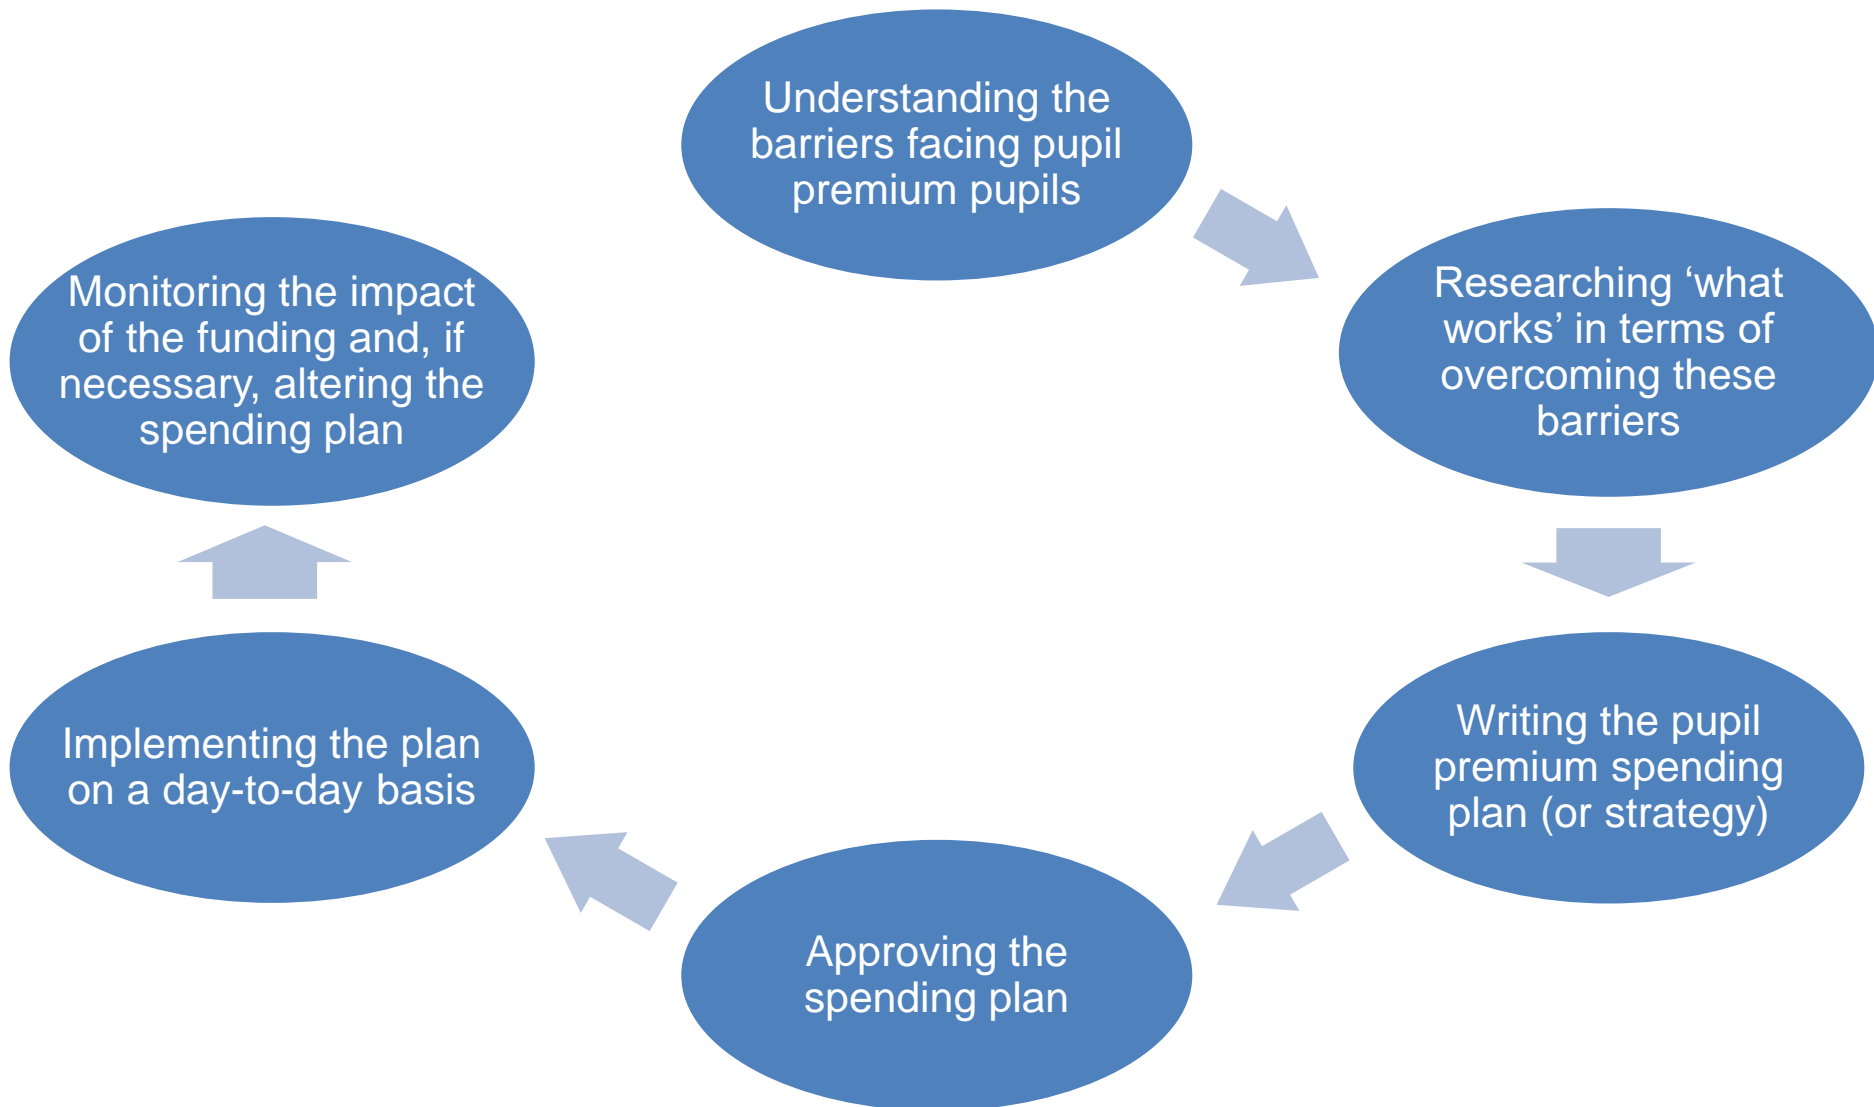 Understanding the
barriers facing pupil
premium pupils
Researching ‘what
works’ in terms of
overcoming these
barriers
Writing the pupil
premium spending
plan (or strategy)
Approving the
spending plan
Implementing the plan
on a day-to-day basis
Monitoring the impact
of the funding and, if
necessary, altering the
spending plan